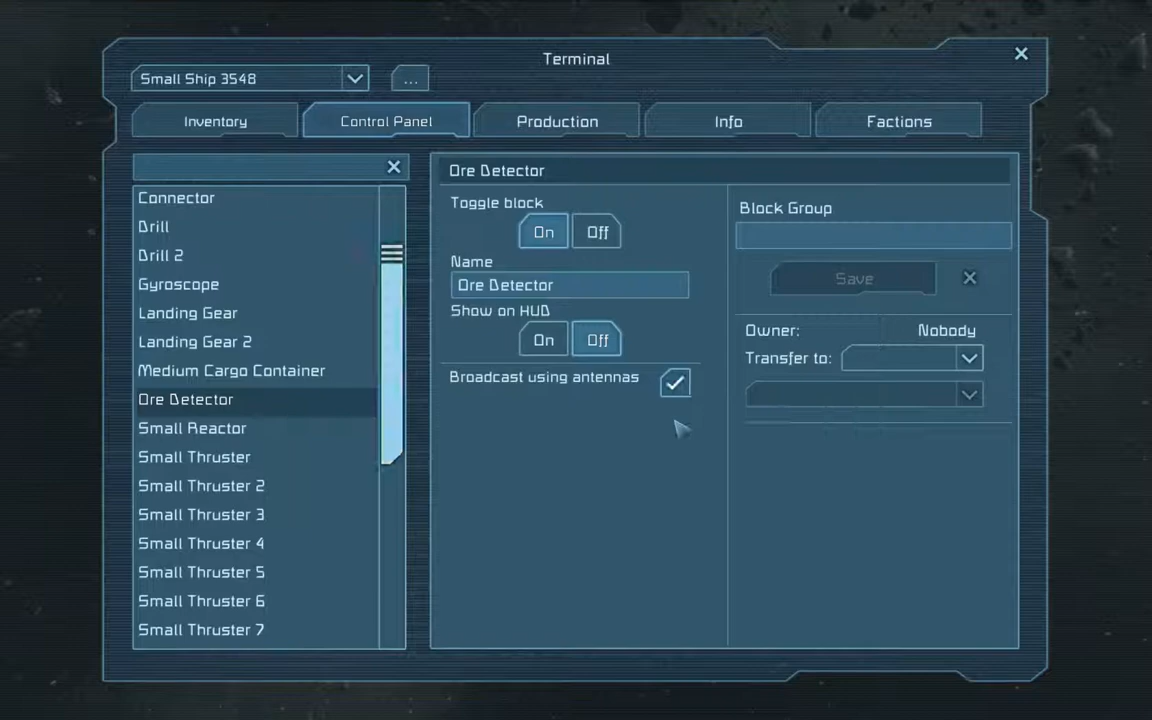 Terminal
Small Ship 3548
...
Inventory
Control Panel
Production
Info
Factions
Connector
Drill
Drill 2
Gyroscope
Landing Gear
Landing Gear 2
Medium Cargo Container
Ore Detector
Small Reactor
Small Thruster
Small Thruster 2
Small Thruster 3
Small Thruster 4
Small Thruster 5
Small Thruster 6
Small Thruster 7
Ore Detector
Toggle block
On Off
Name
Ore Detector
Show on HUD
On Off
Broadcast using antennas
Block Group
Save
Owner: Nobody
Transfer to: